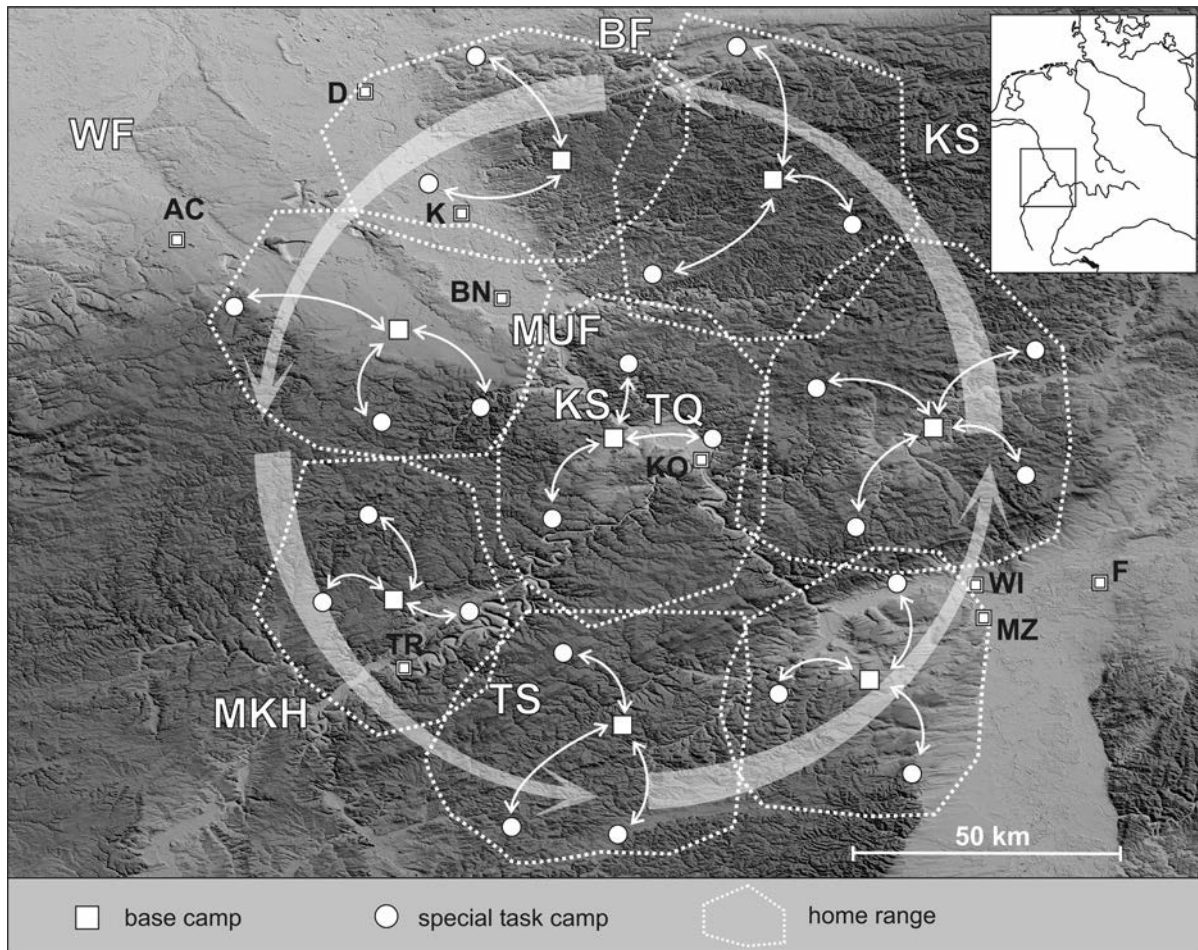 BF
D
WF
KS
AC
K
BN
MUF
KS
TQ
KO
WI
F
MZ
TR
MKH
TS
50 km
base camp
special task camp
home range